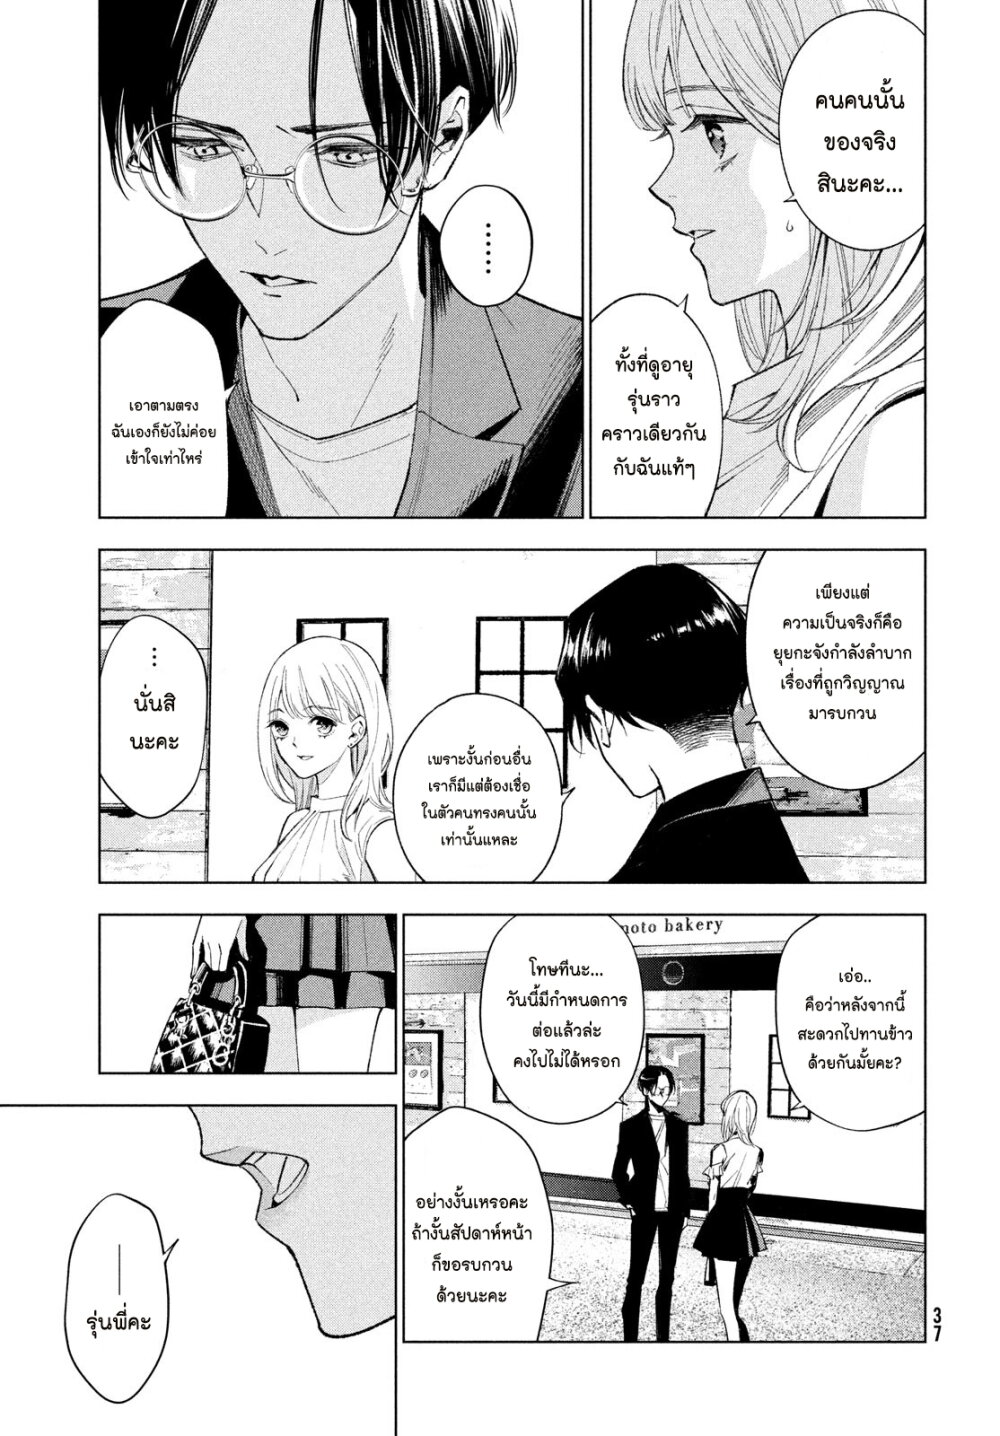 คนคนนั้น
ของจริง
สินะคะ...
ทั้งที่ดูอายุ
รุ่นราว
คราวเดียวกัน
กับฉันแท้ๆ
......
เอาตามตรง
ฉันเองก็ยังไม่ค่อย
เข้าใจเท่าไหร่
เพียงแต่
ความเป็นจริงก็คือ
ยุยกะจังกำลังลำบาก
เรื่องที่ถูกวิญญาณ
มารบกวน
เพราะงั้นก่อนอื่น
เราก็มีแต่ต้องเชื่อ
ในตัวคนทรงคนนั้น
เท่านั้นแหละ
...
นั่นสิ
นะคะ
noto bakery
เอ่อ..
คือว่าหลังจากนี้
สะดวกไปทานข้าว
ด้วยกันมั้ยคะ?
โทษทีนะ...
วันนี้มีกำหนดการ
ต่อแล้วล่ะ
คงไปไม่ได้หรอก
อย่างงั้นเหรอคะ
ถ้างั้นสัปดาห์หน้า
ก็ขอรบกวน
ด้วยนะคะ
รุ่นพี่คะ
37